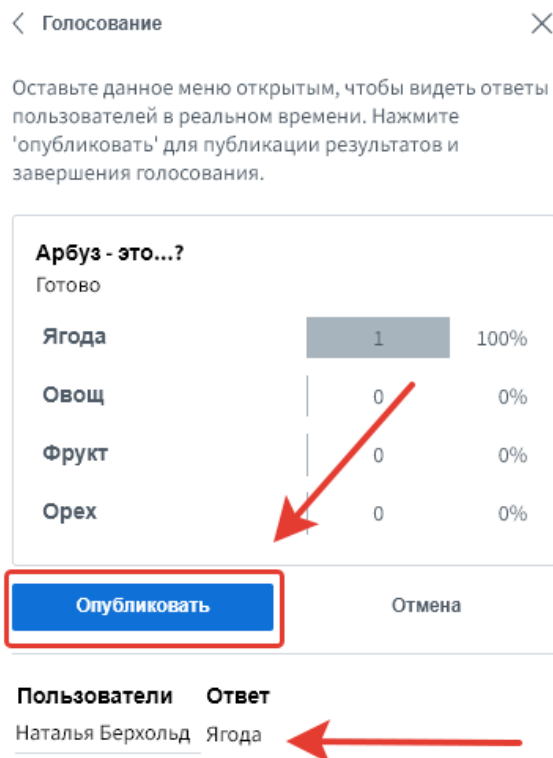 Голосование
Оставьте данное меню открытым, чтобы видеть ответы
пользователей в реальном времени. Нажмите
'опубликовать' для публикации результатов и
завершения голосования.
Арбуз - это...?
Готово
Ягода 1 100%
Овощ 0 0%
Фрукт 0 0%
Орех 0 0%
Опубликовать Отмена
Пользователи Ответ
Наталья Берхольд Ягода